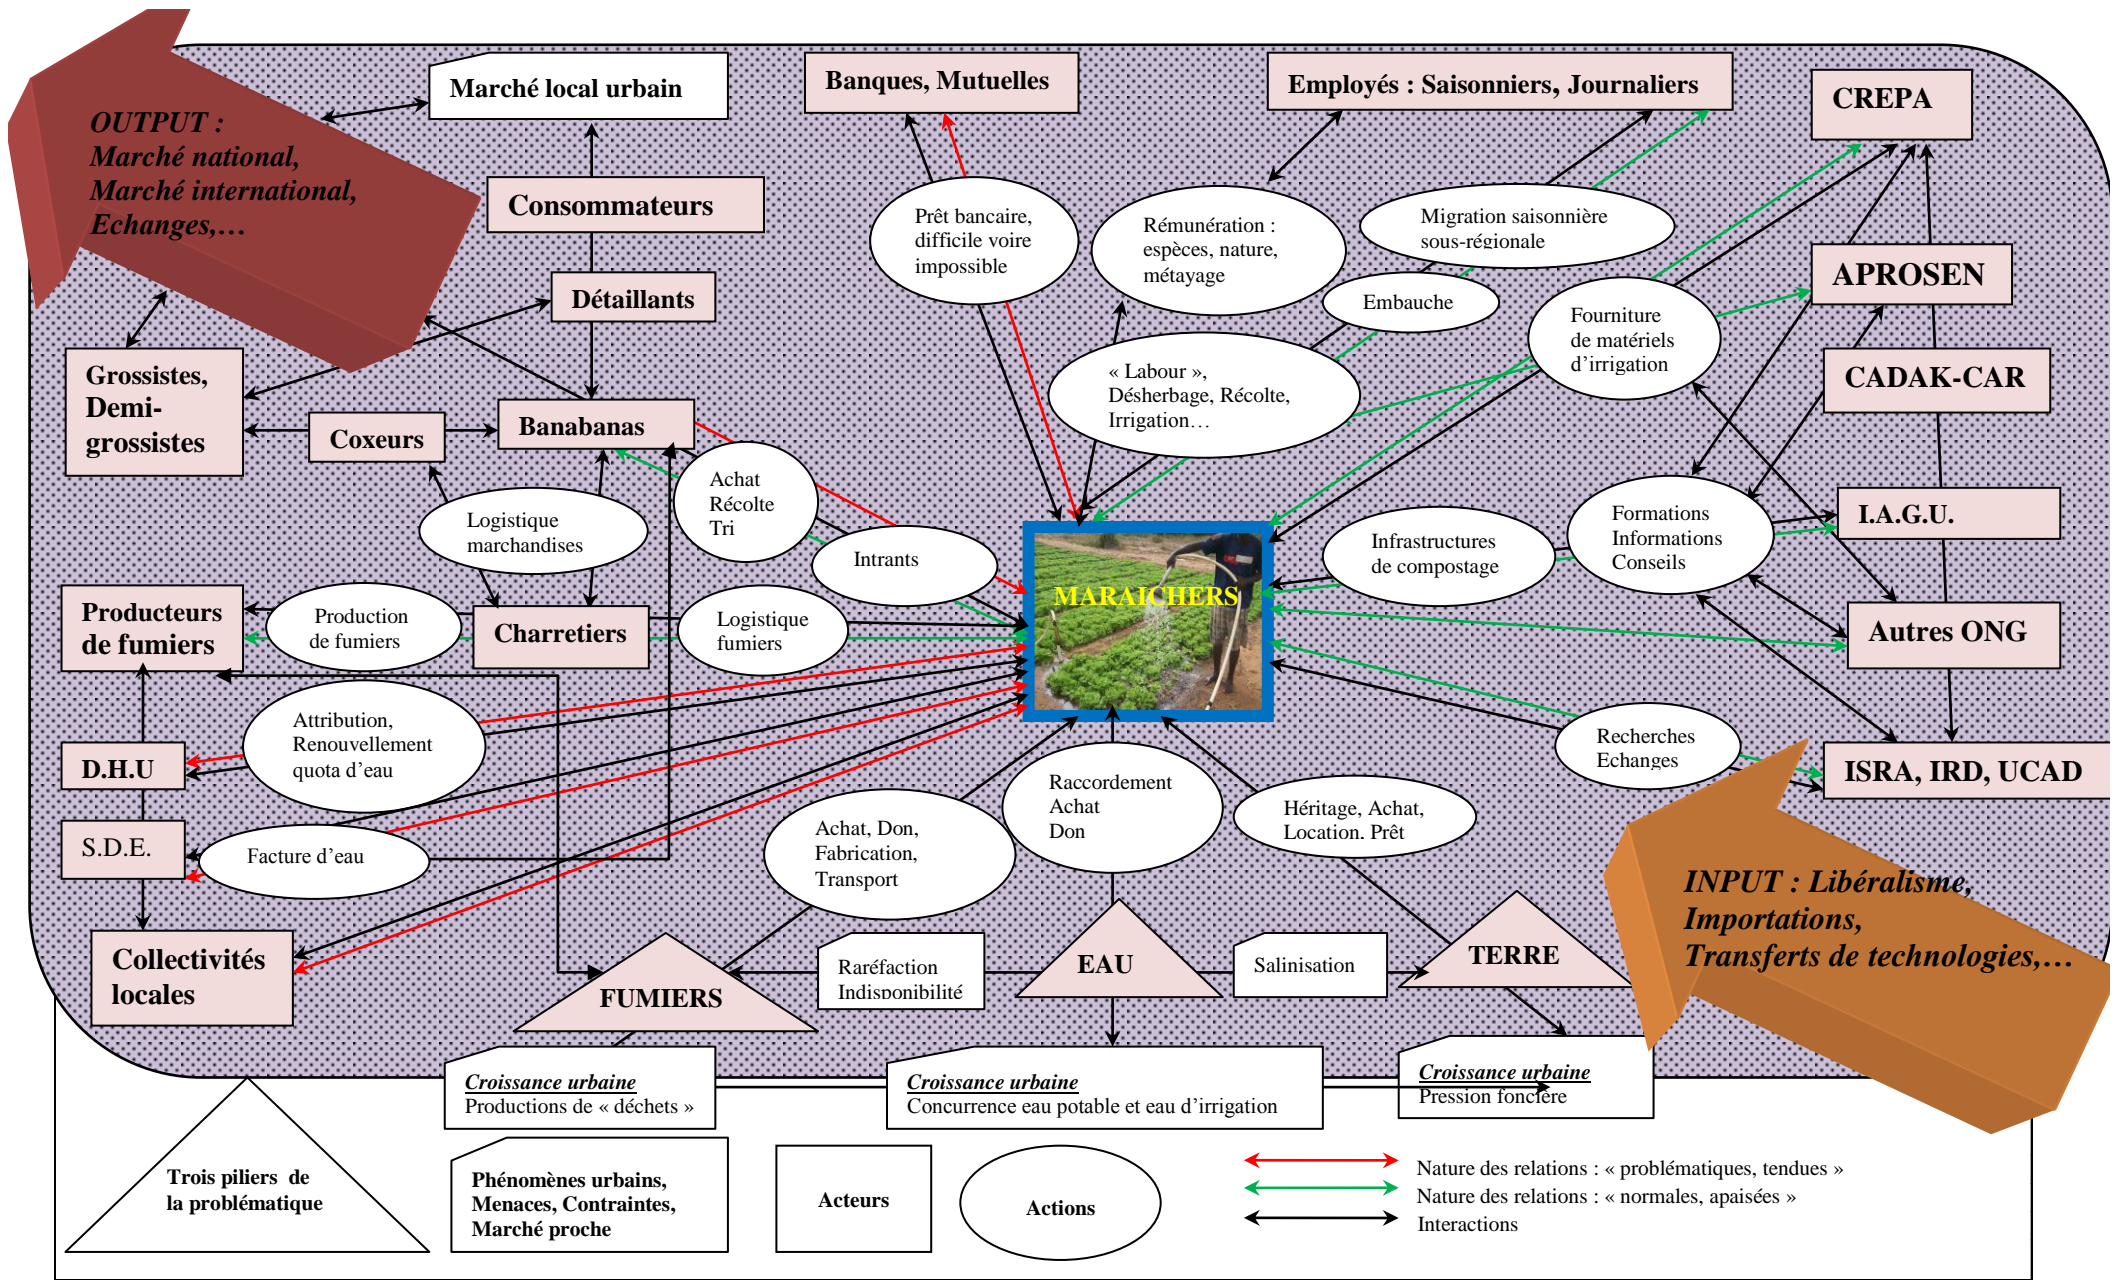 OUTPUT :
Marché national,
Marché international,
Echanges,…
Marché local urbain
Banques, Mutuelles
Employés : Saisonniers, Journaliers
CREPA
Consommateurs
Prêt bancaire,
difficile voire
impossible
Rémunération :
espèces, nature,
métayage
Migration saisonnière
sous-régionale
APROSEN
Détaillants
Embauche
Fourniture
de matériels
d’irrigation
Grossistes,
Demi-
grossistes
« Labour »,
Désherbage, Récolte,
Irrigation…
CADAK-CAR
Coxeurs
Banabanas
Achat
Récolte
Tri
Logistique
marchandises
Intrants
Infrastructures
de compostage
Formations
Informations
Conseils
I.A.G.U.
MARAICHERS
Producteurs
de fumiers
Production
de fumiers
Charretiers
Logistique
fumiers
Autres ONG
Attribution,
Renouvellement
quota d’eau
D.H.U
Recherches
Echanges
ISRA, IRD, UCAD
Raccordement
Achat
Don
Héritage, Achat,
Location. Prêt
S.D.E.
Facture d’eau
Achat, Don,
Fabrication,
Transport
INPUT : Libéralisme,
Importations,
Transferts de technologies,…
Collectivités
locales
FUMIERS
Raréfaction
Indisponibilité
EAU
Salinisation
TERRE
Croissance urbaine
Productions de « déchets »
Croissance urbaine
Concurrence eau potable et eau d’irrigation
Croissance urbaine
Pression foncière
Trois piliers de
la problématique
Phénomènes urbains,
Menaces, Contraintes,
Marché proche
Acteurs
Actions
Nature des relations : « problématiques, tendues »
Nature des relations : « normales, apaisées »
Interactions